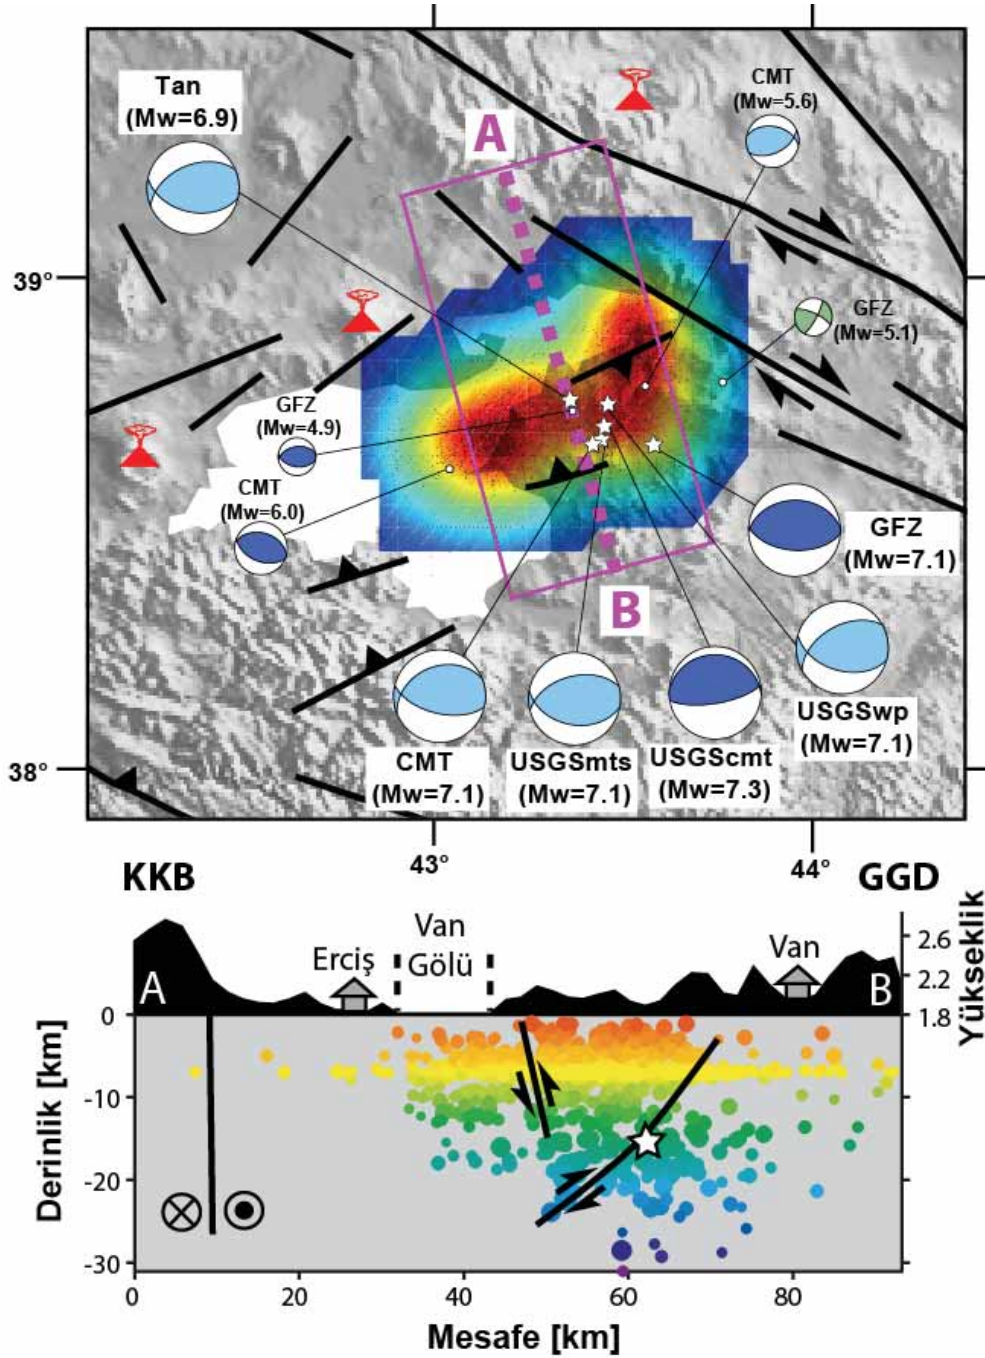 Tan
(Mw=6.9)
CMT
(Mw=5.6)
A
39°
GFZ
(Mw=5.1)
GFZ
(Mw=4.9)
CMT
(Mw=6.0)
GFZ
(Mw=7.1)
B
USGSwp
(Mw=7.1)
CMT
(Mw=7.1)
USGSmts
(Mw=7.1)
USGScmt
(Mw=7.3)
38°
43°
44°
KKB
GGD
Van
Gölü
Erciş
Van
A
B
2.6
2.2
1.8
Yükseklik
0
-10
-20
-30
Derinlik [km]
0
20
40
60
80
Mesafe [km]